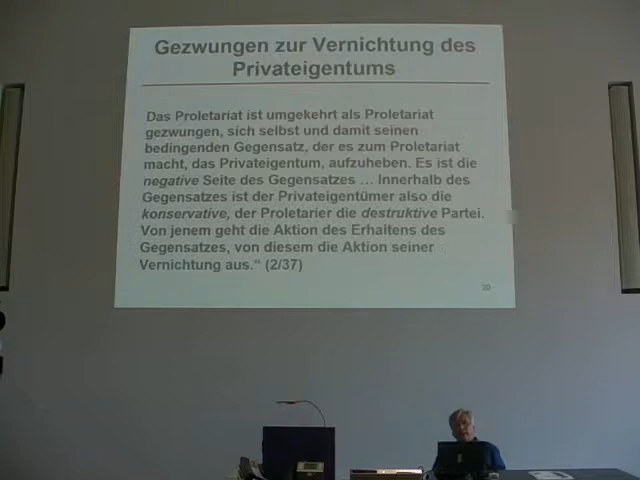 Gezwungen zur Vernichtung des
Privateigentums
Das Proletariat ist umgekehrt als Proletariat
gezwungen, sich selbst und damit seinen
bedingenden Gegensatz, der es zum Proletariat
macht, das Privateigentum, aufzuheben. Es ist die
negative Seite des Gegensatzes … Innerhalb des
Gegensatzes ist der Privateigentümer also die
konservative, der Proletarier die destruktive Partei.
Von jenem geht die Aktion des Erhaltens des
Gegensatzes, von diesem die Aktion seiner
Vernichtung aus.“ (2/37)